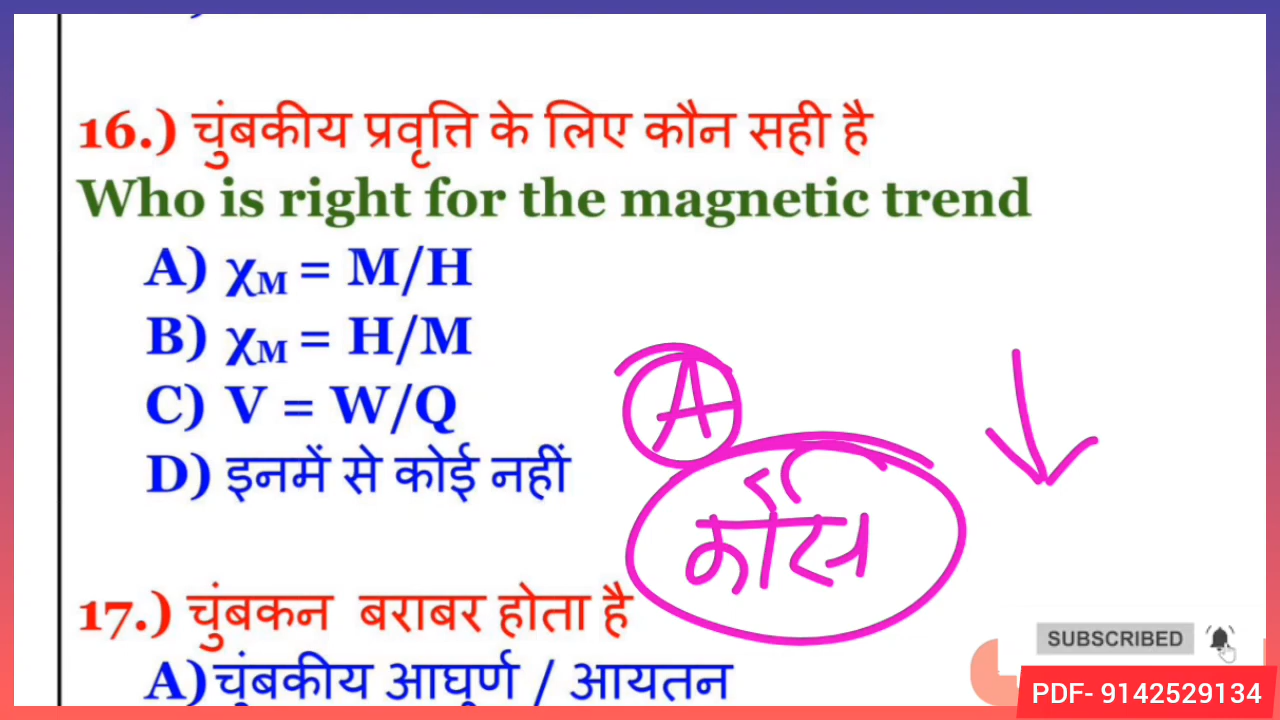 16.) चुंबकीय प्रवृत्ति के लिए कौन सही है
Who is right for the magnetic trend
A) χM = M/H
B) χM = H/M
C) V = W/Q
D) इनमें से कोई नहीं
A
17.) चुंबकन बराबर होता है
A) चुंबकीय आघूर्ण / आयतन
SUBSCRIBED
PDF- 9142529134